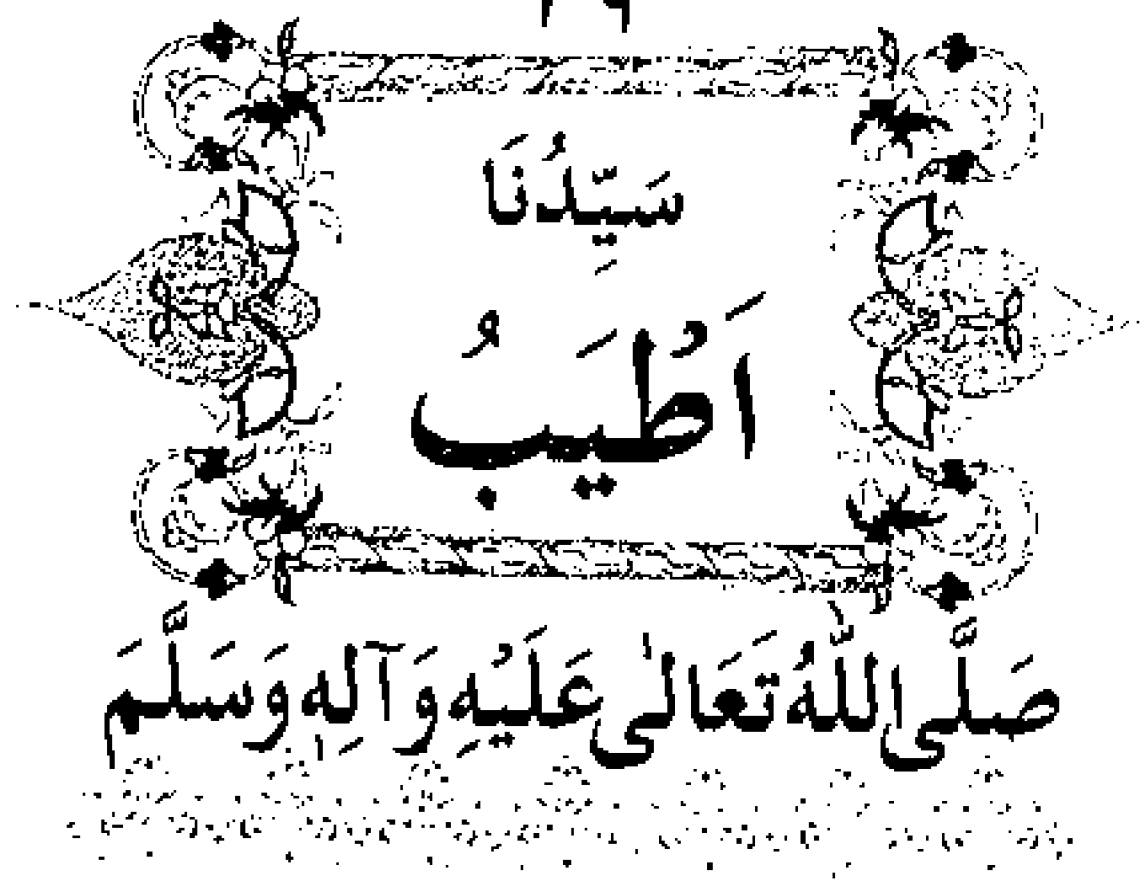 سَيِّدُنَا
اَطْيَبُ
صَلَّى اللّٰهُ تَعَالٰى عَلَيْهِ وَآلِهٖ وَسَلَّمَ